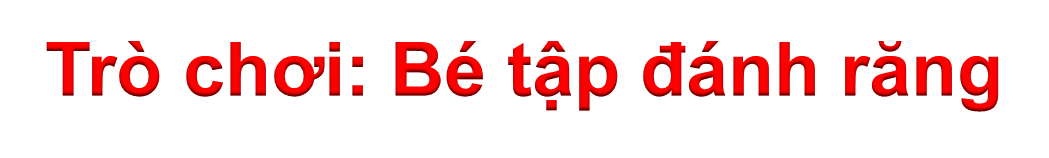 Trò chơi: Bé tập đánh răng